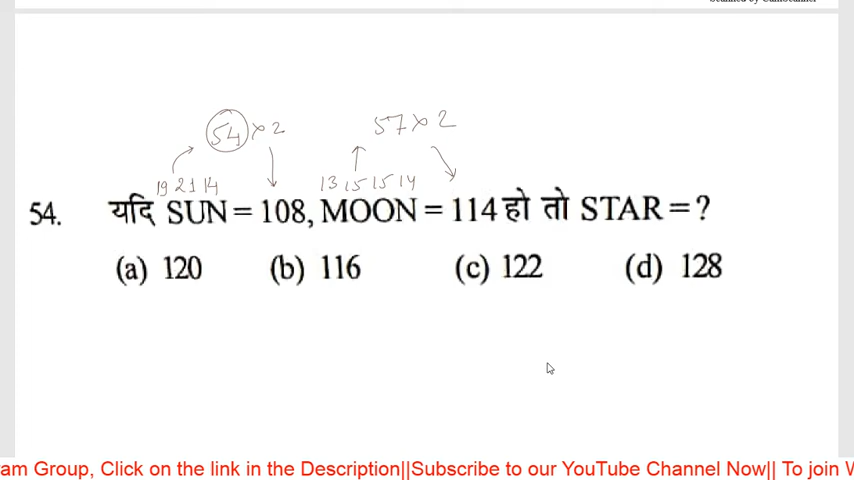 54 × 2 57 × 2
19 21 14 13 15 15 14
54. यदि SUN = 108, MOON = 114 हो तो STAR = ?
(a) 120 (b) 116 (c) 122 (d) 128
am Group, Click on the link in the Description||Subscribe to our YouTube Channel Now|| To join W